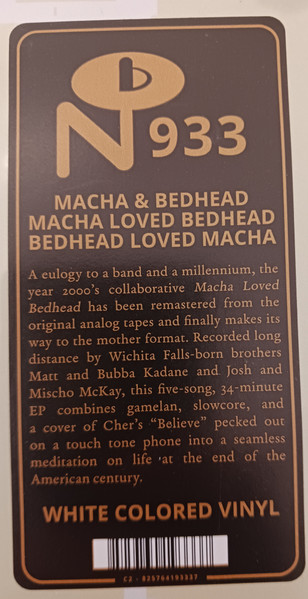 b
N 933
MACHA & BEDHEAD
MACHA LOVED BEDHEAD
BEDHEAD LOVED MACHA
A eulogy to a band and a millennium, the
year 2000's collaborative Macha Loved
Bedhead has been remastered from the
original analog tapes and finally makes its
way to the mother format. Recorded long
distance by Wichita Falls-born brothers
Matt and Bubba Kadane and Josh and
Mischo McKay, this five-song, 34-minute
EP combines gamelan, slowcore, and
a cover of Cher's "Believe" pecked out
on a touch tone phone into a seamless
meditation on life at the end of the
American century.
WHITE COLORED VINYL
C2 - 825764193337